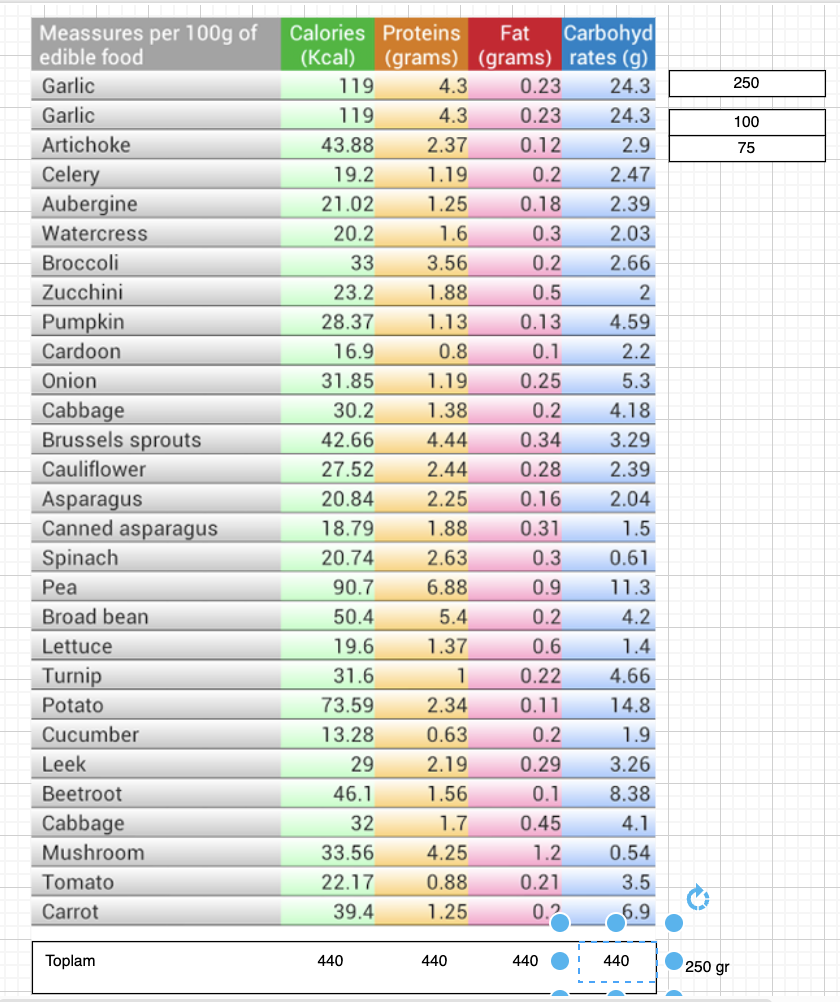 Meassures per 100g of edible food Calories (Kcal) Proteins (grams) Fat (grams) Carbohyd rates (g)
Garlic 119 4.3 0.23 24.3 250
Garlic 119 4.3 0.23 24.3 100
Artichoke 43.88 2.37 0.12 2.9 75
Celery 19.2 1.19 0.2 2.47
Aubergine 21.02 1.25 0.18 2.39
Watercress 20.2 1.6 0.3 2.03
Broccoli 33 3.56 0.2 2.66
Zucchini 23.2 1.88 0.5 2
Pumpkin 28.37 1.13 0.13 4.59
Cardoon 16.9 0.8 0.1 2.2
Onion 31.85 1.19 0.25 5.3
Cabbage 30.2 1.38 0.2 4.18
Brussels sprouts 42.66 4.44 0.34 3.29
Cauliflower 27.52 2.44 0.28 2.39
Asparagus 20.84 2.25 0.16 2.04
Canned asparagus 18.79 1.88 0.31 1.5
Spinach 20.74 2.63 0.3 0.61
Pea 90.7 6.88 0.9 11.3
Broad bean 50.4 5.4 0.2 4.2
Lettuce 19.6 1.37 0.6 1.4
Turnip 31.6 1 0.22 4.66
Potato 73.59 2.34 0.11 14.8
Cucumber 13.28 0.63 0.2 1.9
Leek 29 2.19 0.29 3.26
Beetroot 46.1 1.56 0.1 8.38
Cabbage 32 1.7 0.45 4.1
Mushroom 33.56 4.25 1.2 0.54
Tomato 22.17 0.88 0.21 3.5
Carrot 39.4 1.25 0.2 6.9
Toplam 440 440 440 440 250 gr